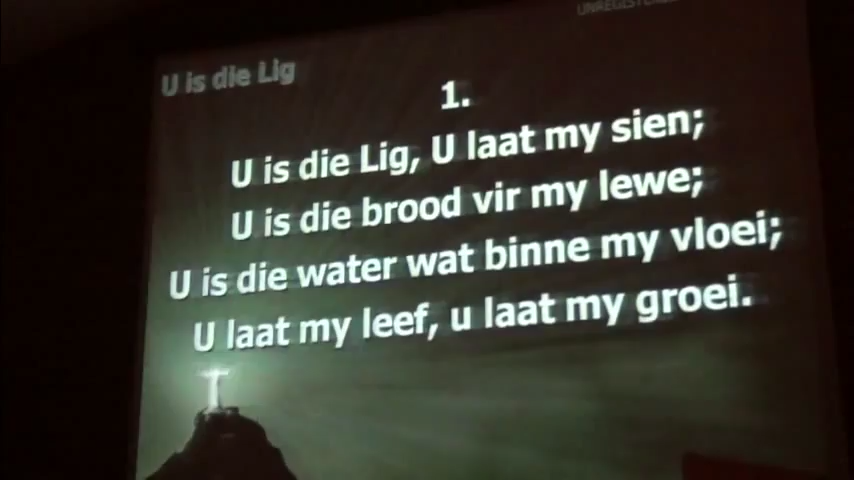 U is die Lig
1.
U is die Lig, U laat my sien;
U is die brood vir my lewe;
U is die water wat binne my vloei;
U laat my leef, u laat my groei.